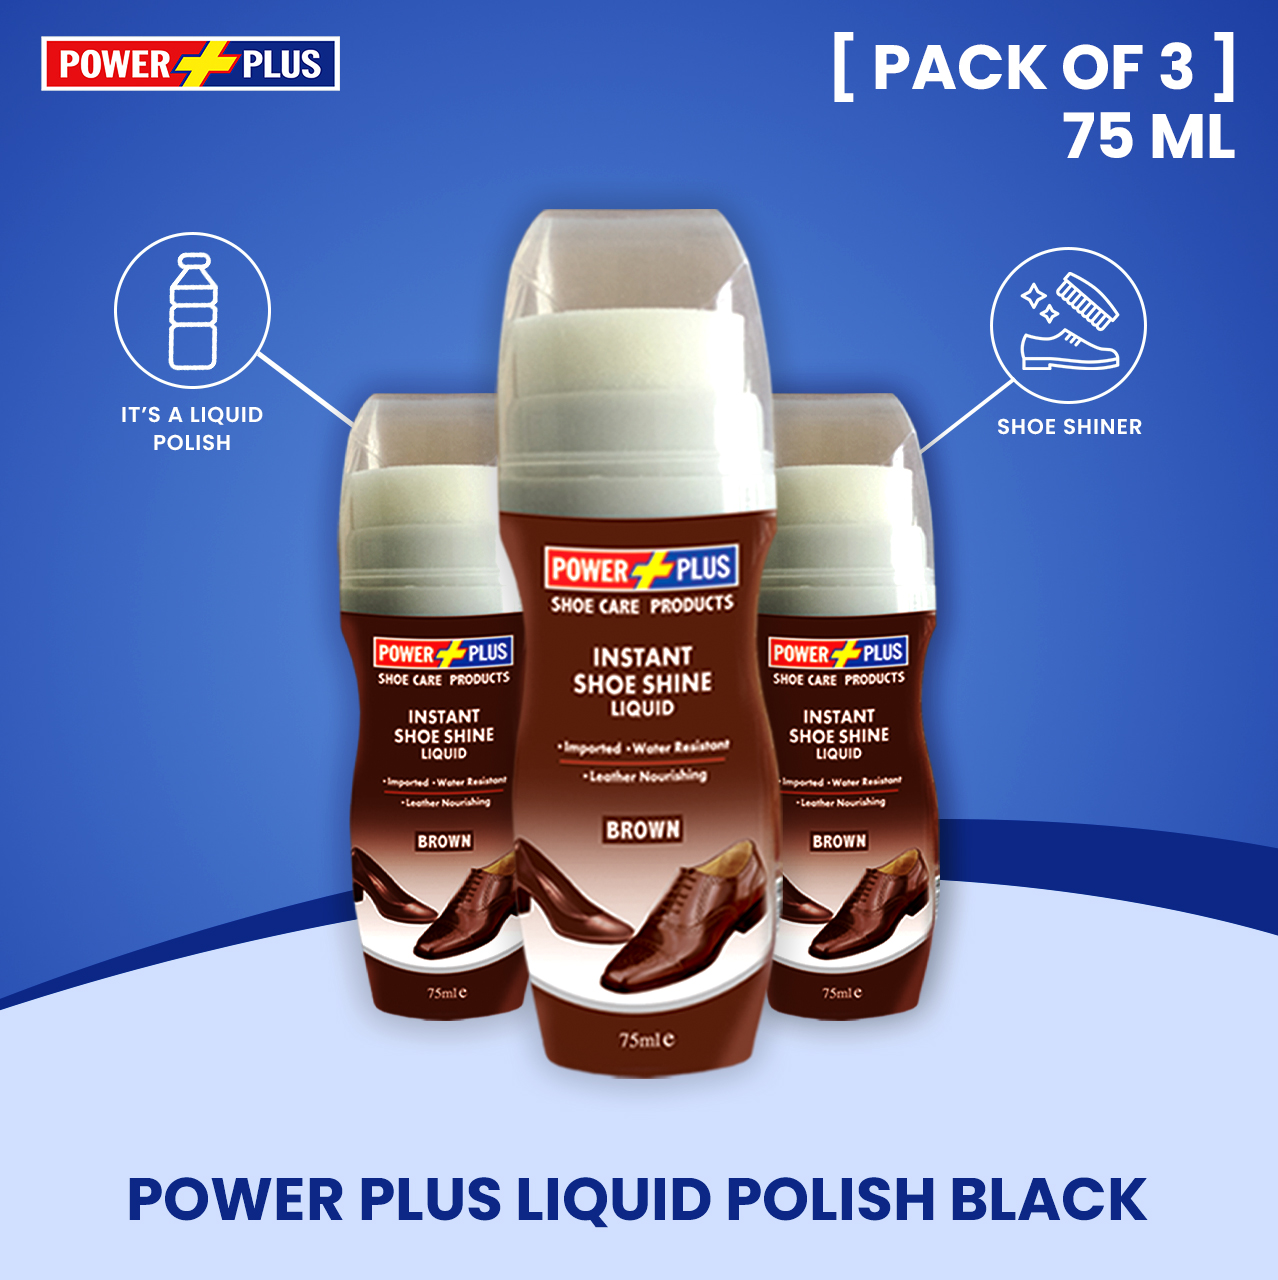 POWER PLUS
[ PACK OF 3 ]
75 ML
IT'S A LIQUID
POLISH
SHOE SHINER
POWER PLUS
SHOE CARE PRODUCTS
INSTANT
SHOE SHINE
LIQUID
• Imported • Water Resistant
• Leather Nourishing
BROWN
75ml e
POWER PLUS
SHOE CARE PRODUCTS
INSTANT
SHOE SHINE
LIQUID
• Imported • Water Resistant
• Leather Nourishing
BROWN
75ml e
POWER PLUS
SHOE CARE PRODUCTS
INSTANT
SHOE SHINE
LIQUID
• Imported • Water Resistant
• Leather Nourishing
BROWN
75ml e
POWER PLUS LIQUID POLISH BLACK